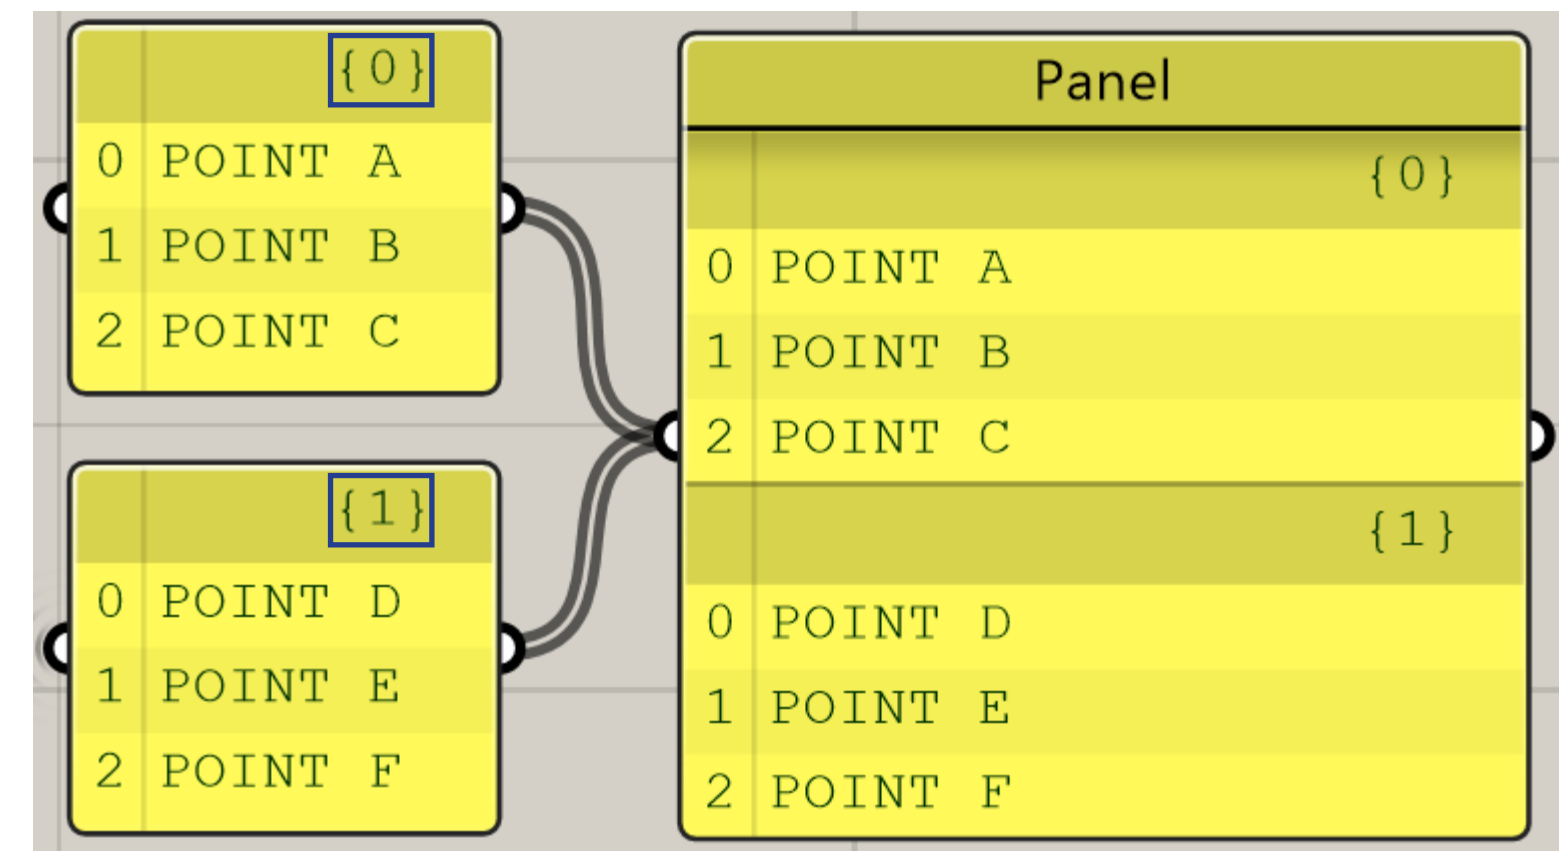 {0}
0 POINT A
1 POINT B
2 POINT C
{1}
0 POINT D
1 POINT E
2 POINT F
Panel
{0}
0 POINT A
1 POINT B
2 POINT C
{1}
0 POINT D
1 POINT E
2 POINT F